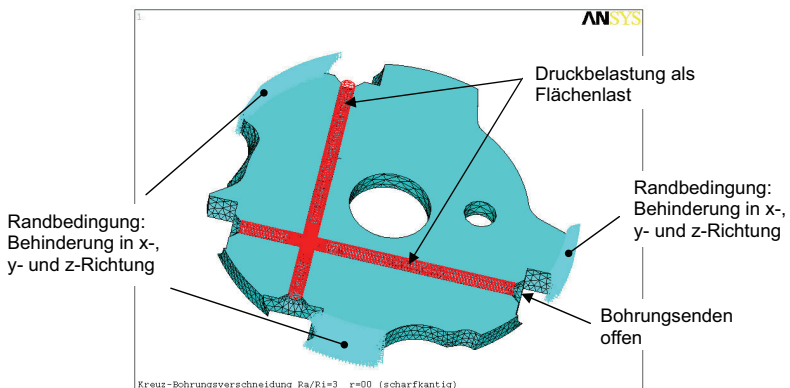 1
ANSYS
Druckbelastung als
Flächenlast
Randbedingung:
Behinderung in x-,
y- und z-Richtung
Randbedingung:
Behinderung in x-,
y- und z-Richtung
Bohrungsenden
offen
Kreuz-Bohrungsverschneidung Ra/Ri=3 r=00 (scharfkantig)